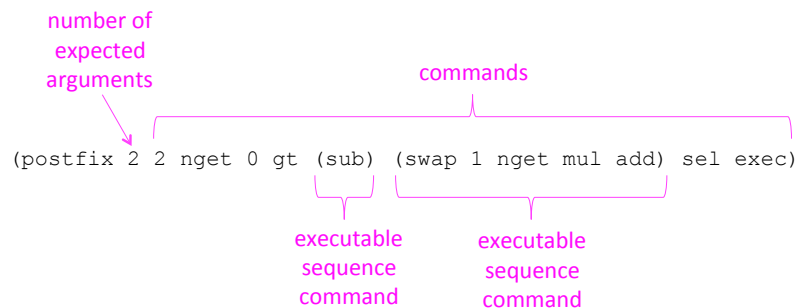 number of
expected
arguments
commands
(postfix 2 2 nget 0 gt (sub) (swap 1 nget mul add) sel exec)
executable
sequence
command
executable
sequence
command